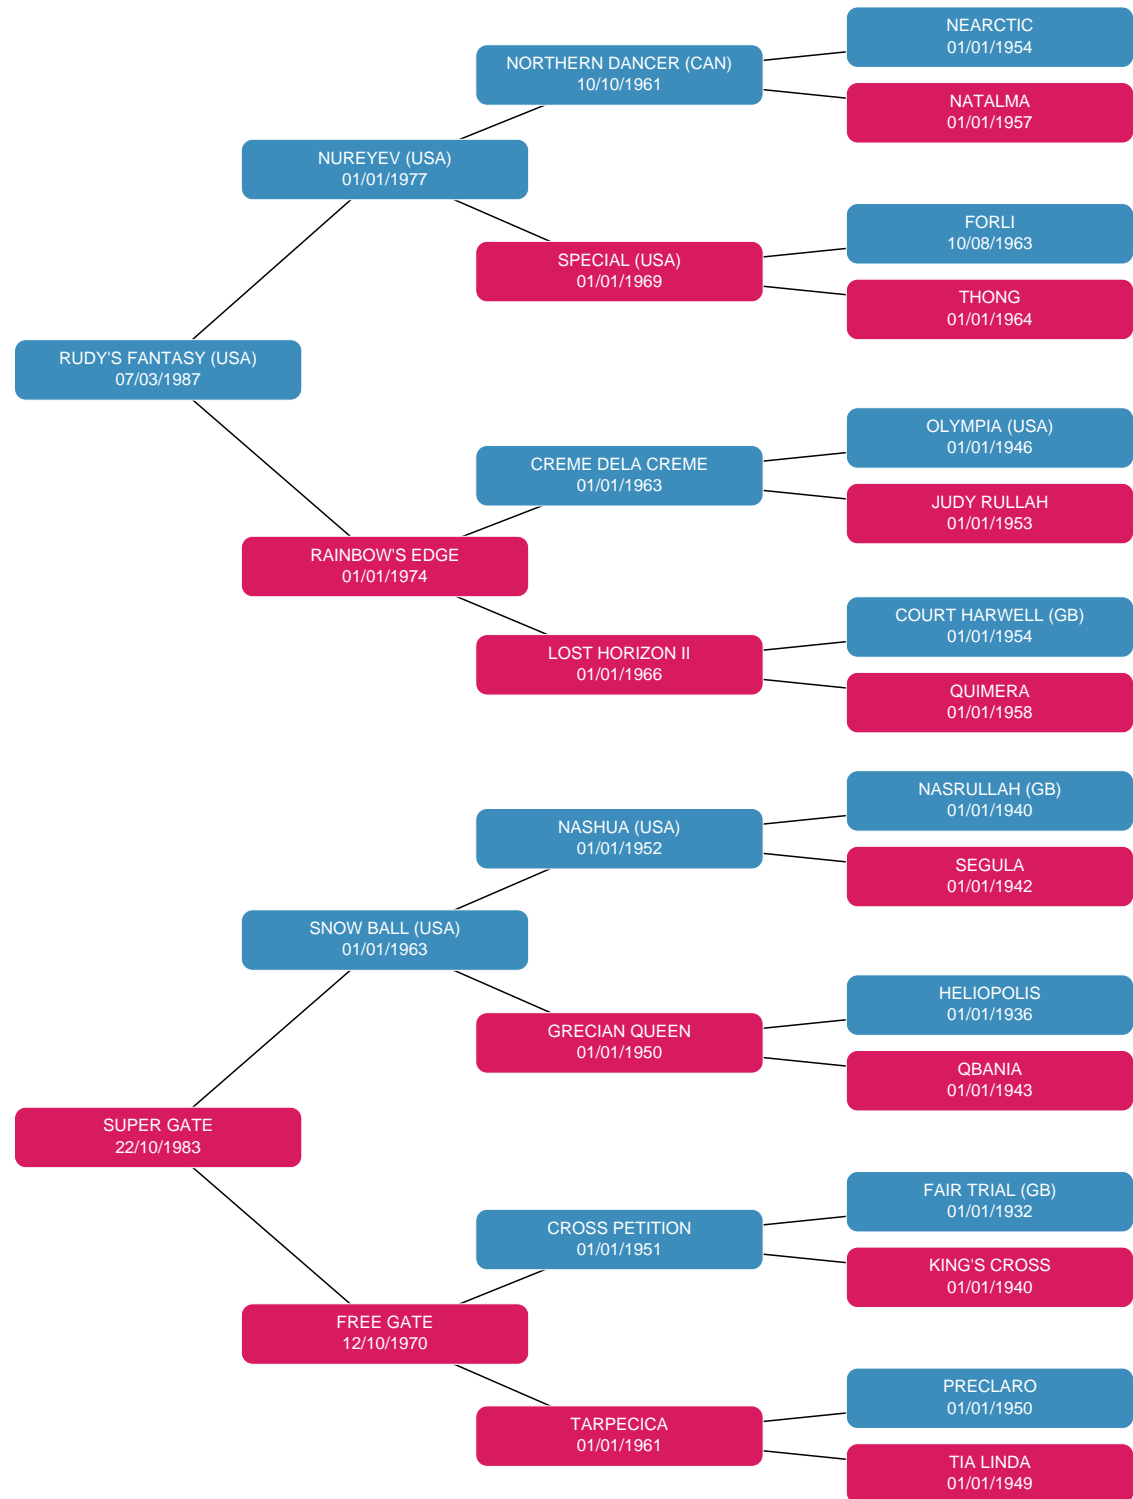 NEARCTIC
01/01/1954
NORTHERN DANCER (CAN)
10/10/1961
NATALMA
01/01/1957
NUREYEV (USA)
01/01/1977
FORLI
10/08/1963
SPECIAL (USA)
01/01/1969
THONG
01/01/1964
RUDY'S FANTASY (USA)
07/03/1987
OLYMPIA (USA)
01/01/1946
CREME DELA CREME
01/01/1963
JUDY RULLAH
01/01/1953
RAINBOW'S EDGE
01/01/1974
COURT HARWELL (GB)
01/01/1954
LOST HORIZON II
01/01/1966
QUIMERA
01/01/1958
NASRULLAH (GB)
01/01/1940
NASHUA (USA)
01/01/1952
SEGULA
01/01/1942
SNOW BALL (USA)
01/01/1963
HELIOPOLIS
01/01/1936
GRECIAN QUEEN
01/01/1950
QBANIA
01/01/1943
SUPER GATE
22/10/1983
FAIR TRIAL (GB)
01/01/1932
CROSS PETITION
01/01/1951
KING'S CROSS
01/01/1940
FREE GATE
12/10/1970
PRECLARO
01/01/1950
TARPECICA
01/01/1961
TIA LINDA
01/01/1949